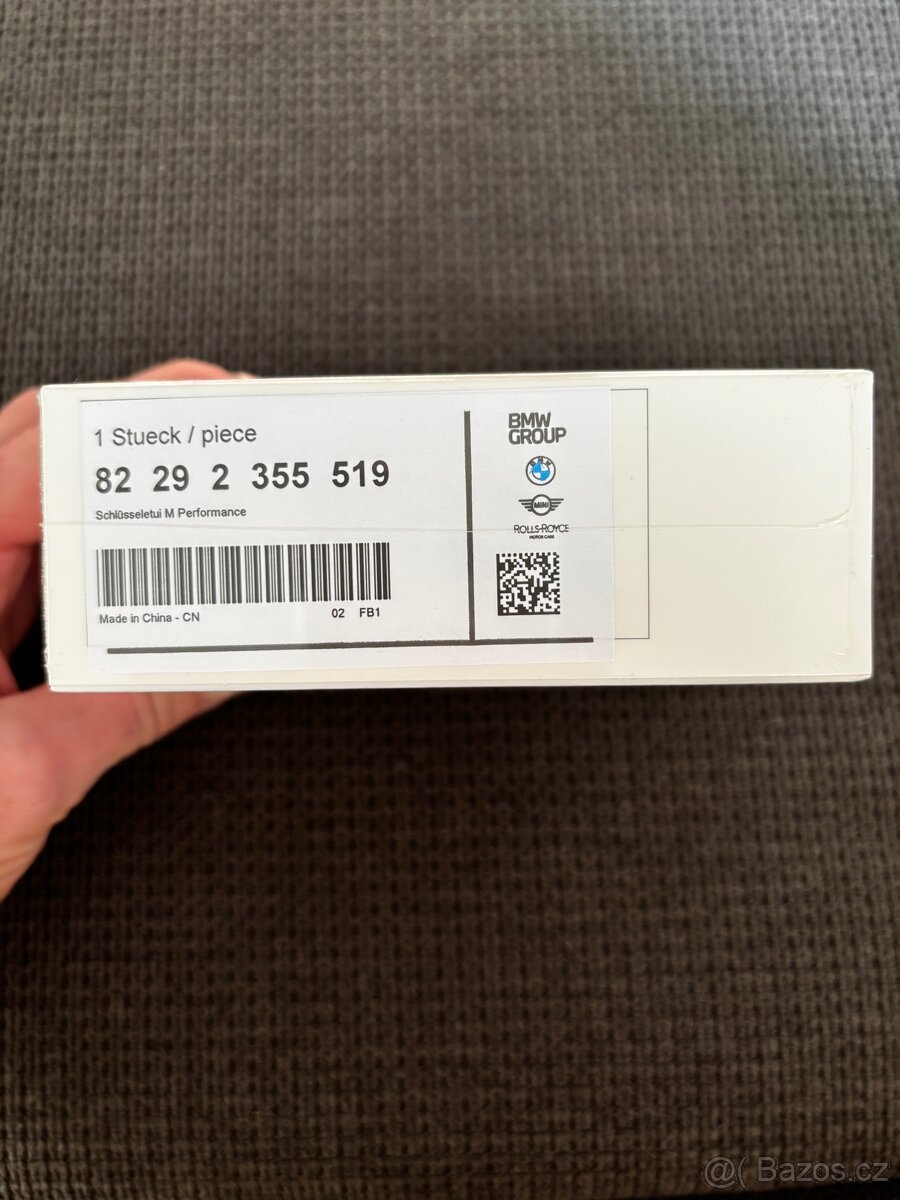 1 Stueck / piece
82 29 2 355 519
Schlüsseletui M Performance
Made in China - CN
02 FB1
BMW
GROUP
BMW
MINI
ROLLS-ROYCE
MOTOR CARS
@( Bazos.cz